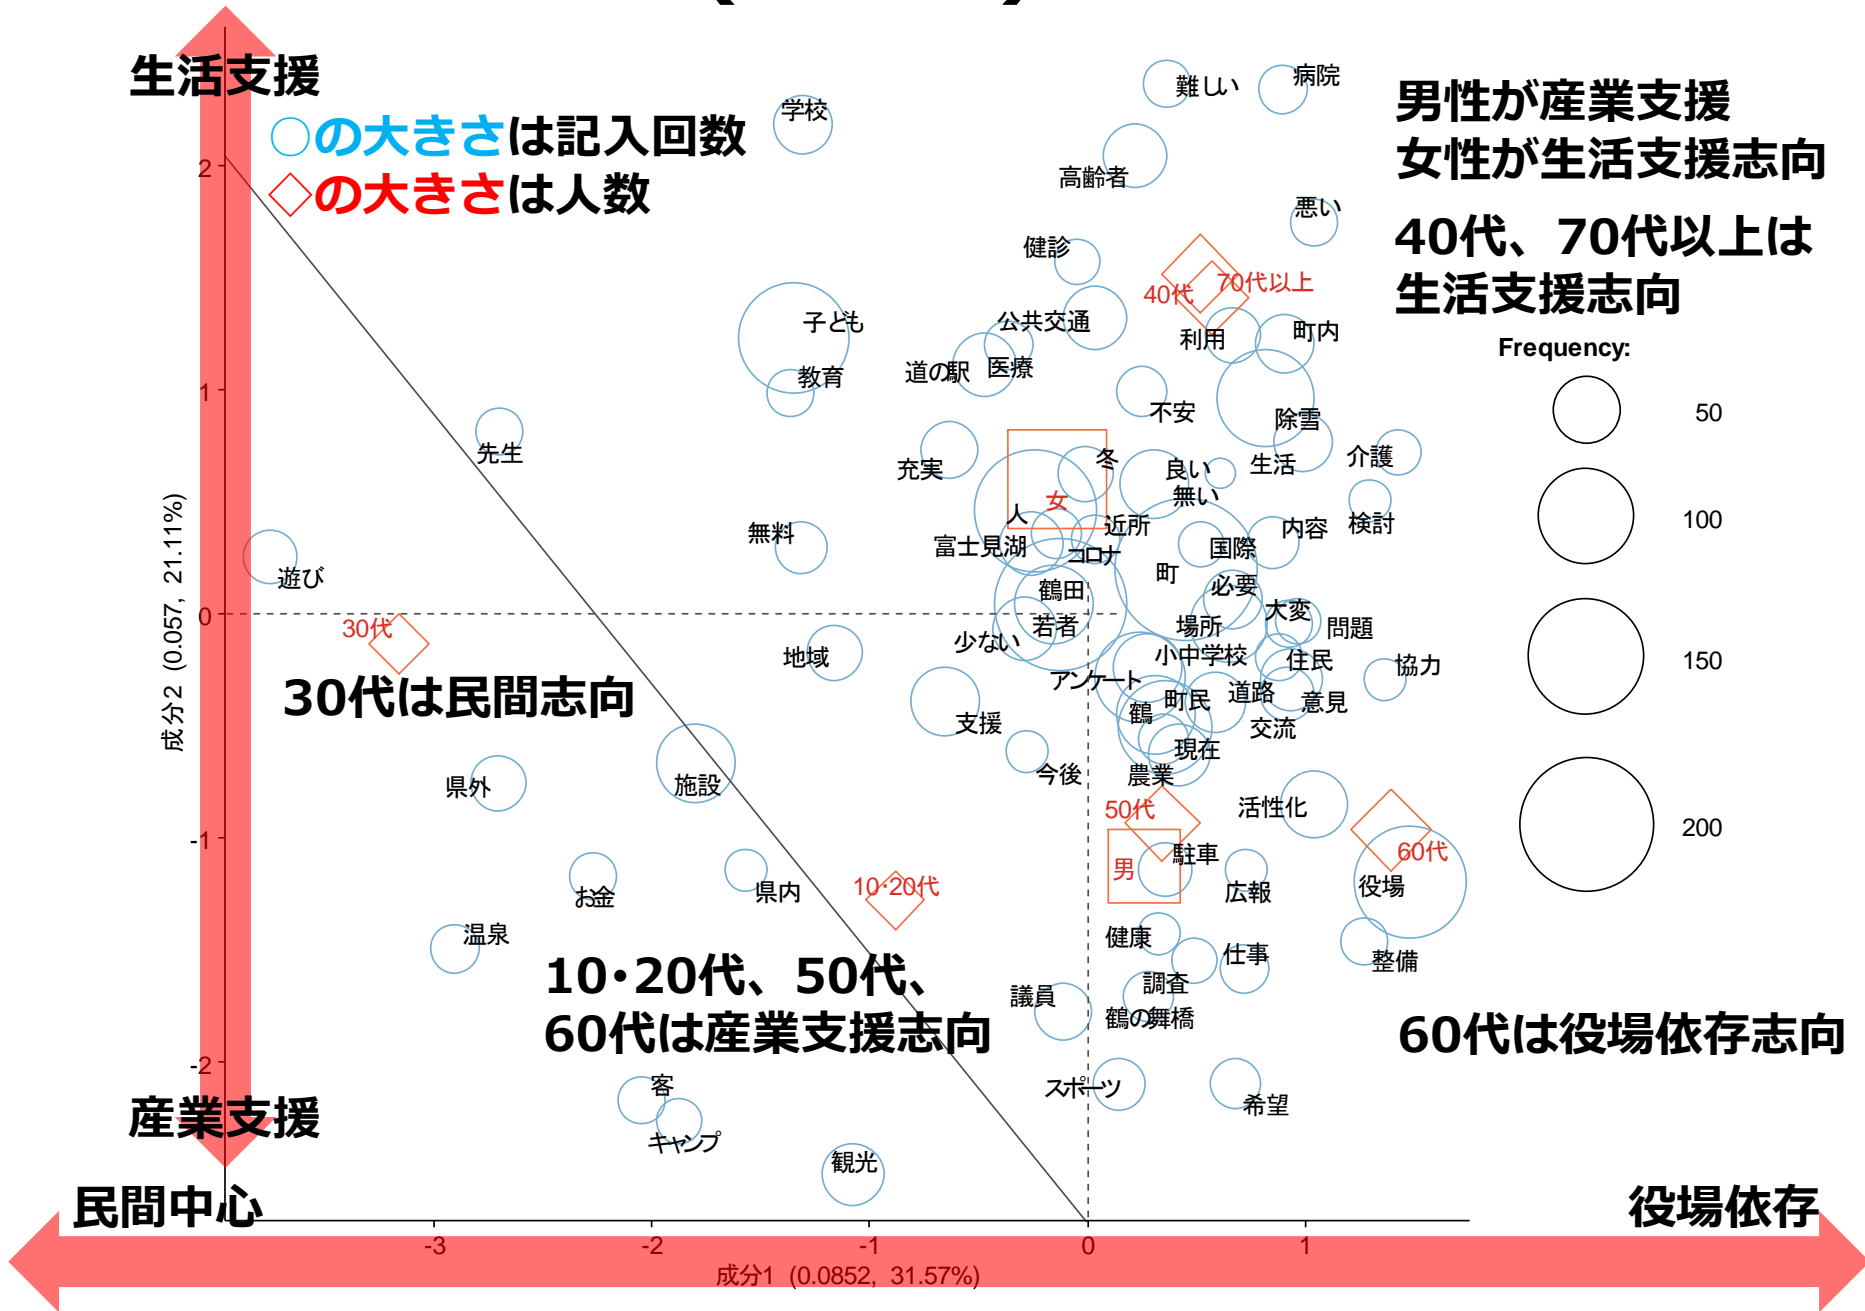 生活支援
○の大きさは記入回数
◇の大きさは人数
男性が産業支援
女性が生活支援志向
40代、70代以上は
生活支援志向
Frequency:
50
100
150
200
難しい
病院
学校
高齢者
悪い
健診
70代以上
40代
子ども
公共交通
利用
町内
道の駅
医療
教育
不安
除雪
先生
充実
冬
良い
生活
介護
無い
女
人
検討
無料
富士見湖
近所
コロナ
国際
内容
遊び
町
必要
鶴田
大変
30代
若者
場所
問題
少ない
地域
小中学校
住民
協力
アンケート
町民
道路
意見
30代は民間志向
鶴
支援
交流
現在
今後
農業
県外
施設
50代
活性化
60代
駐車
男
10・20代
役場
お金
県内
広報
温泉
健康
仕事
整備
調査
議員
鶴の舞橋
10・20代、50代、
60代は産業支援志向
60代は役場依存志向
客
スポーツ
希望
キャンプ
観光
産業支援
民間中心
役場依存
2
1
0
-1
-2
成分2 (0.057, 21.11%)
-3
-2
-1
0
1
成分1 (0.0852, 31.57%)